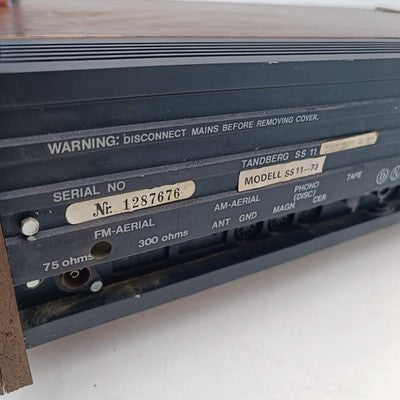 WARNING: DISCONNECT MAINS BEFORE REMOVING COVER.
TANDBERG SS 11
MODELL SS11—73
SERIAL NO
Nr. 1287676
FM-AERIAL
75 ohms
300 ohms
AM-AERIAL
ANT GND
PHONO
(DISC)
MAGN CER
TAPE